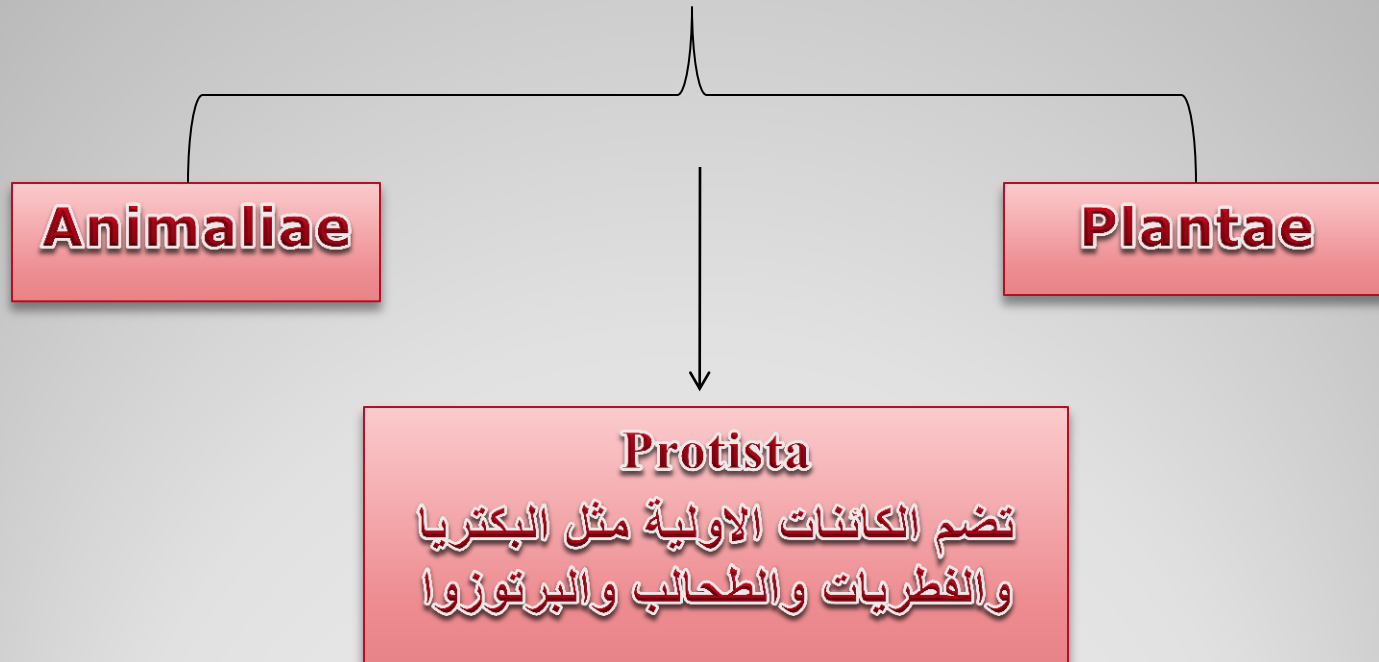 Animaliae
Plantae
Protista
تضم الكائنات الاولية مثل البكتريا
والفطريات والطحالب والبرتوزوا